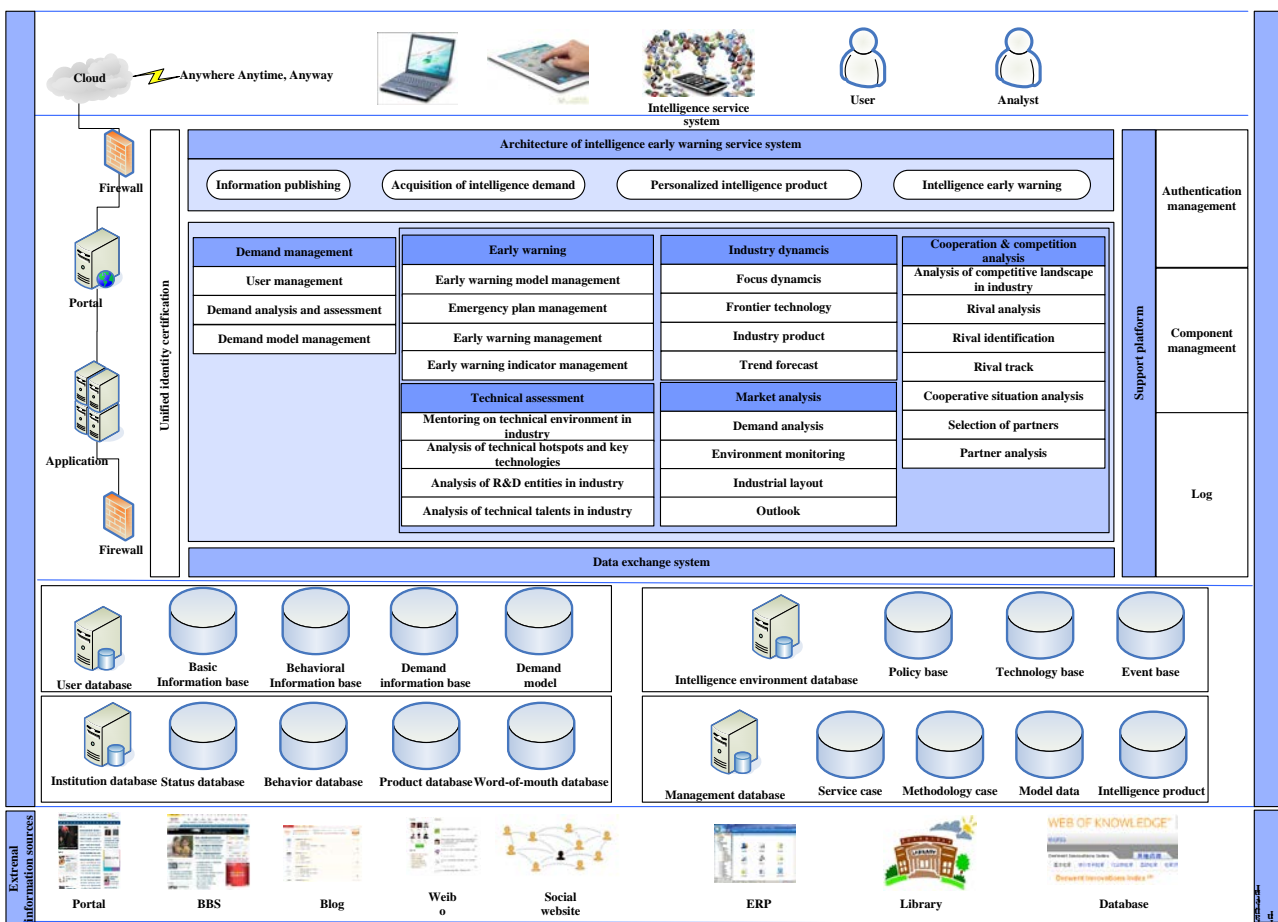 Cloud
Anywhere Anytime, Anyway
Intelligence service
system
User
Analyst
Firewall
Portal
Application
Firewall
Unified identity certification
Architecture of intelligence early warning service system
Information publishing
Acquisition of intelligence demand
Personalized intelligence product
Intelligence early warning
Demand management
User management
Demand analysis and assessment
Demand model management
Early warning
Early warning model management
Emergency plan management
Early warning management
Early warning indicator management
Technical assessment
Mentoring on technical environment in
industry
Analysis of technical hotspots and key
technologies
Analysis of R&D entities in industry
Analysis of technical talents in industry
Industry dynamcis
Focus dynamcis
Frontier technology
Industry product
Trend forecast
Market analysis
Demand analysis
Environment monitoring
Industrial layout
Outlook
Cooperation & competition
analysis
Analysis of competitive landscape
in industry
Rival analysis
Rival identification
Rival track
Cooperative situation analysis
Selection of partners
Partner analysis
Data exchange system
Support platform
Authentication
management
Component
managmeent
Log
User database
Basic
Information base
Behavioral
Information base
Demand
information base
Demand
model
Intelligence environment database
Policy base
Technology base
Event base
Institution database
Status database
Behavior database
Product database
Word-of-mouth database
Management database
Service case
Methodology case
Model data
Intelligence product
Extrenal
information sources
Portal
BBS
Blog
Weib
o
Social
website
ERP
LIBRARY
Library
WEB OF KNOWLEDGE
Derwent Innovations Index
Derwent Innovations Index
Database